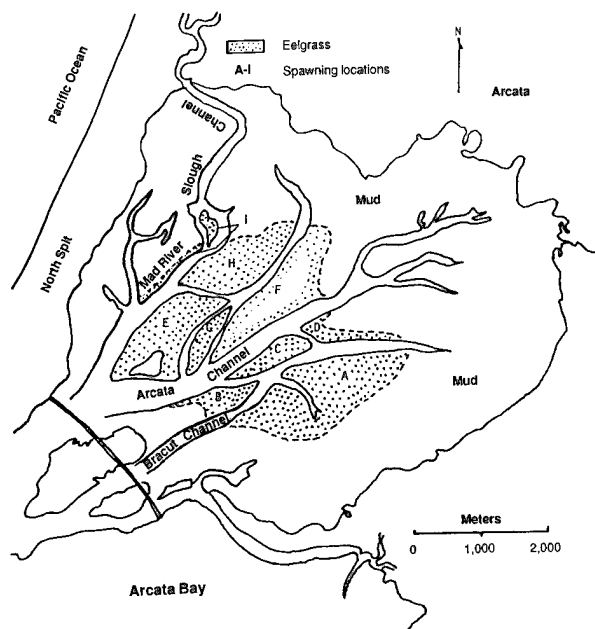 Eelgrass
A-I Spawning locations
N
Arcata
Pacific Ocean
Channel
Slough
Mad River
North Spit
Mud
I
H
F
E
G
D
C
Arcata Channel
A
B
Mud
Bracut Channel
Meters
0 1,000 2,000
Arcata Bay